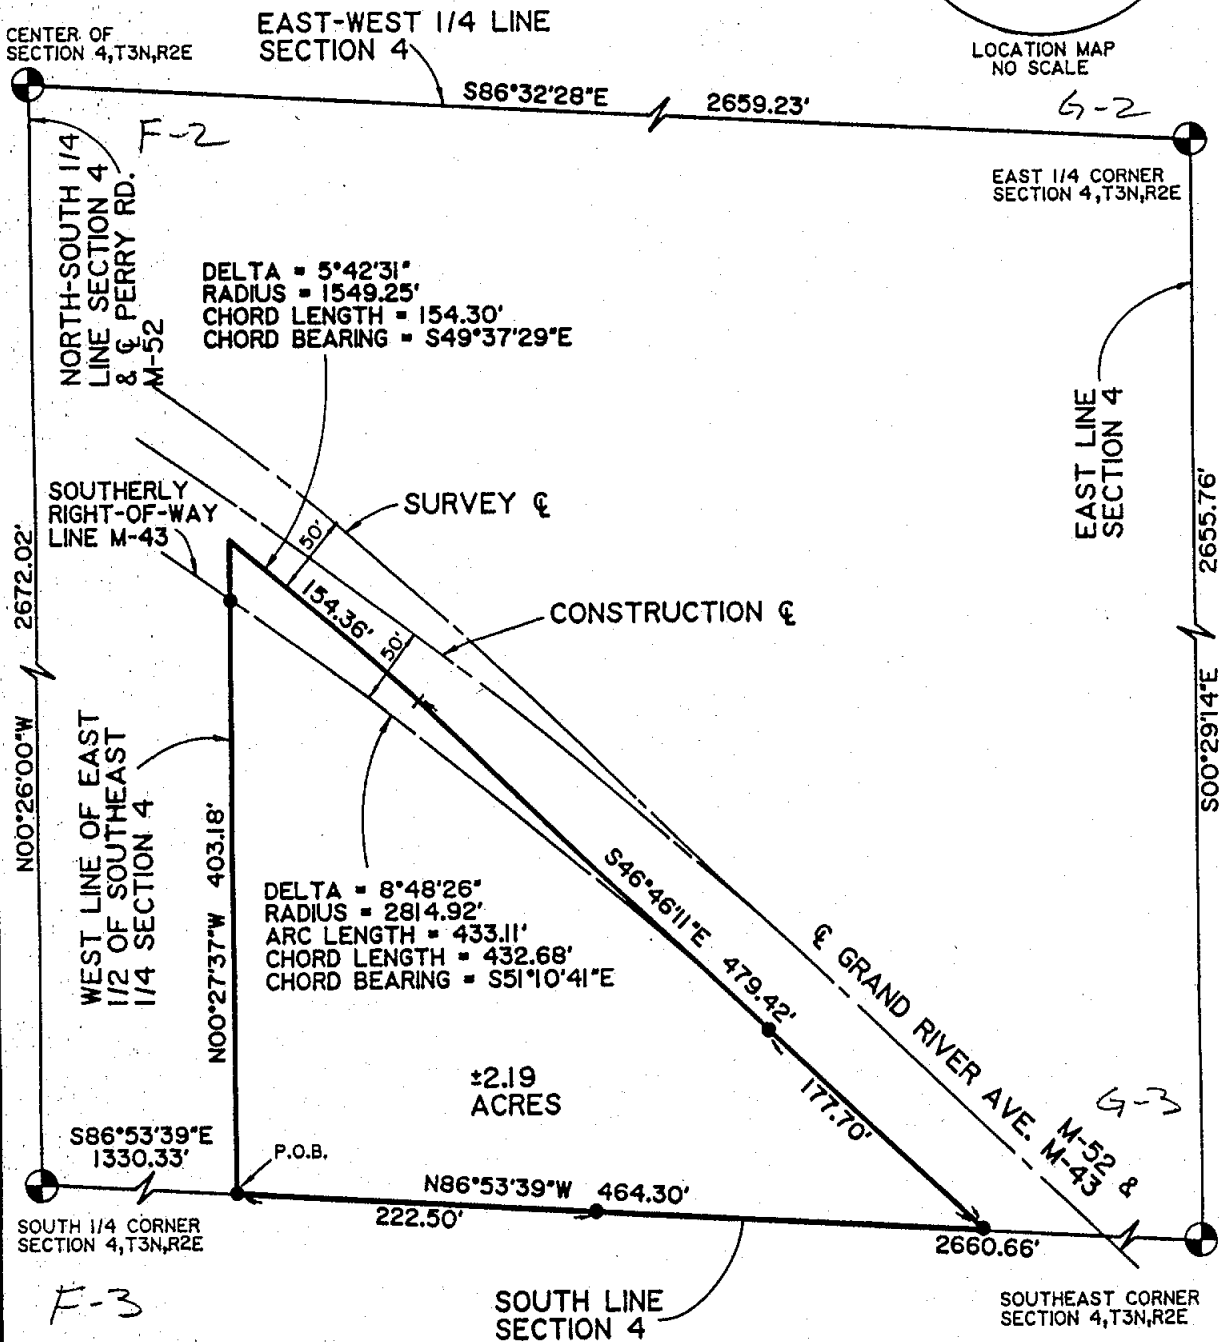 CENTER OF
SECTION 4,T3N,R2E
EAST-WEST 1/4 LINE
SECTION 4
LOCATION MAP
NO SCALE
S86°32'28"E
2659.23'
F-2
G-2
EAST 1/4 CORNER
SECTION 4,T3N,R2E
NORTH-SOUTH 1/4
LINE SECTION 4
& ℄ PERRY RD.
M-52
DELTA = 5°42'31"
RADIUS = 1549.25'
CHORD LENGTH = 154.30'
CHORD BEARING = S49°37'29"E
EAST LINE
SECTION 4
SOUTHERLY
RIGHT-OF-WAY
LINE M-43
SURVEY ℄
50'
154.36'
50'
CONSTRUCTION ℄
2672.02'
N00°26'00"W
2655.76'
S00°29'14"E
WEST LINE OF EAST
1/2 OF SOUTHEAST
1/4 SECTION 4
N00°27'37"W 403.18'
DELTA = 8°48'26"
RADIUS = 2814.92'
ARC LENGTH = 433.11'
CHORD LENGTH = 432.68'
CHORD BEARING = S51°10'41"E
S46°46'11"E 479.42'
℄ GRAND RIVER AVE.
M-52 &
M-43
177.70'
G-3
±2.19
ACRES
S86°53'39"E
1330.33'
P.O.B.
N86°53'39"W 464.30'
222.50'
2660.66'
SOUTH 1/4 CORNER
SECTION 4,T3N,R2E
F-3
SOUTH LINE
SECTION 4
SOUTHEAST CORNER
SECTION 4,T3N,R2E